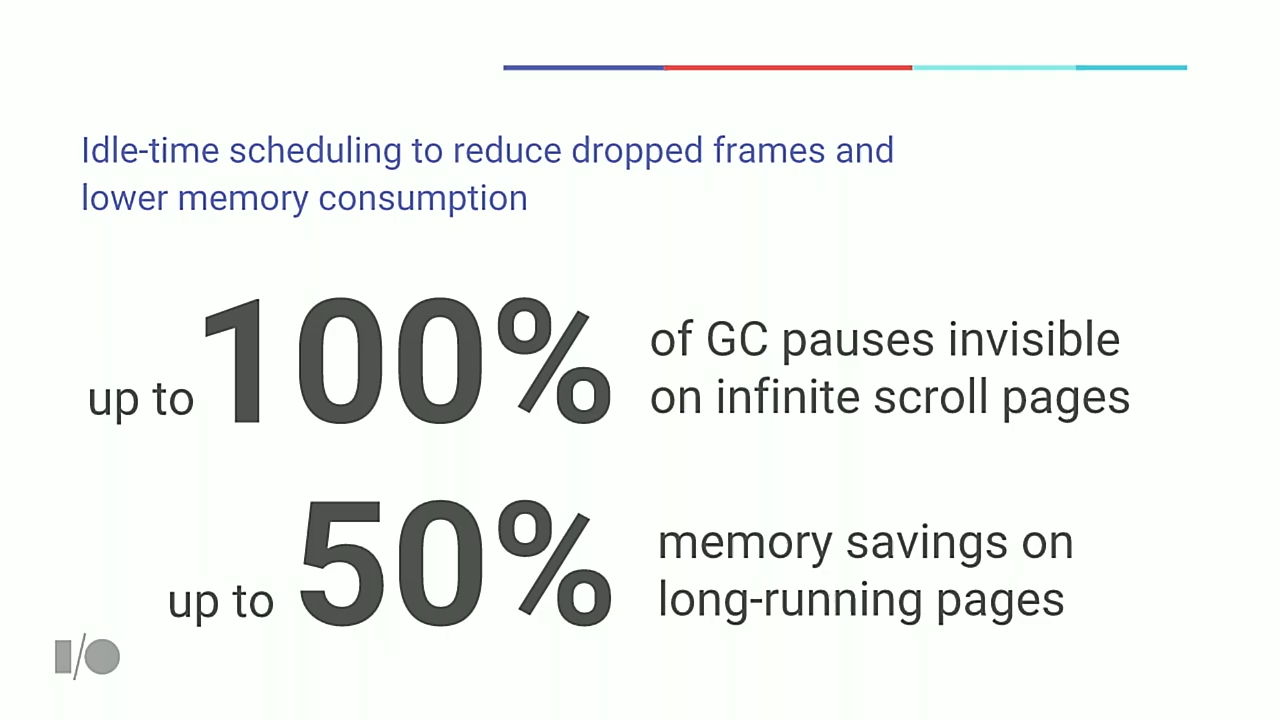 Idle-time scheduling to reduce dropped frames and
lower memory consumption
up to 100% of GC pauses invisible
on infinite scroll pages
up to 50% memory savings on
long-running pages
I/O